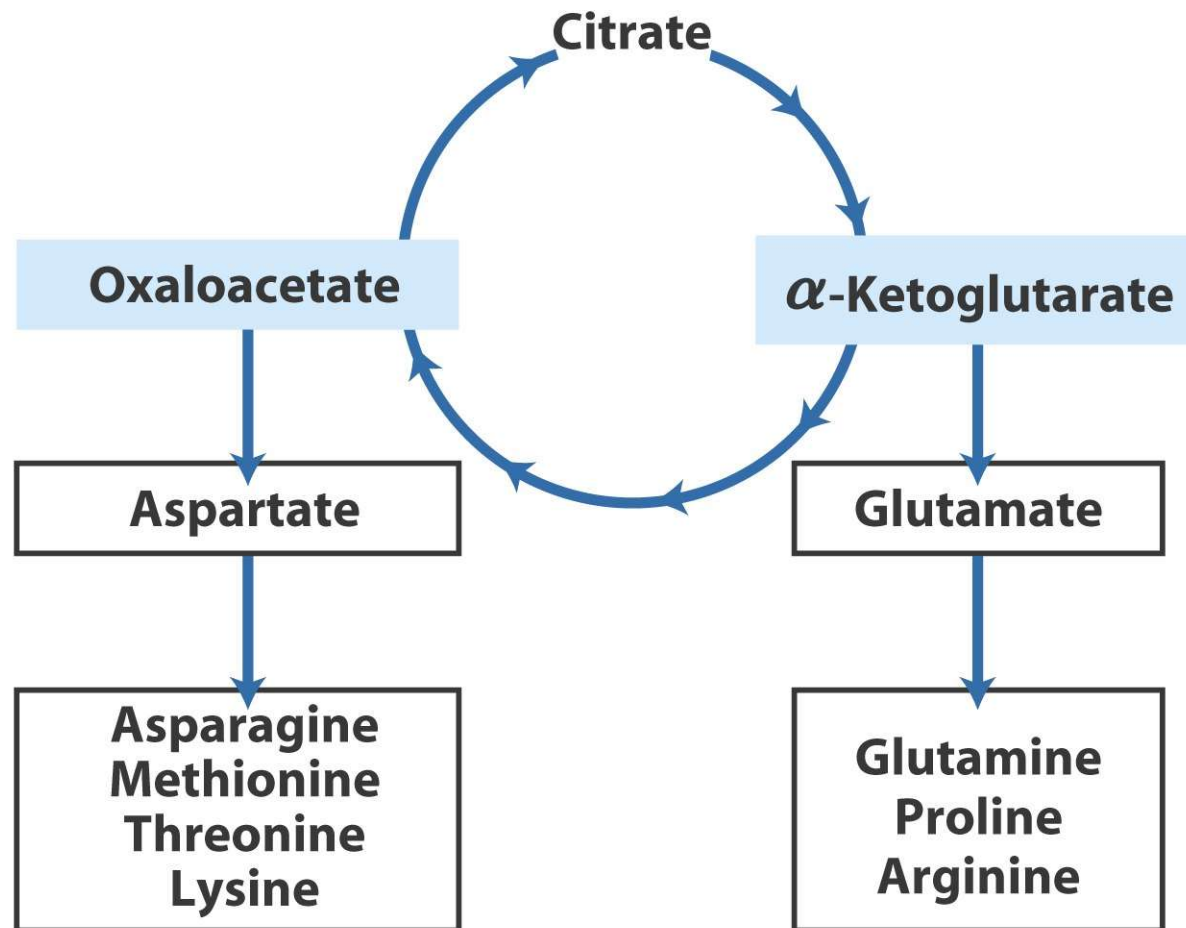 Citrate
Oxaloacetate
α-Ketoglutarate
Aspartate
Glutamate
Asparagine
Methionine
Threonine
Lysine
Glutamine
Proline
Arginine